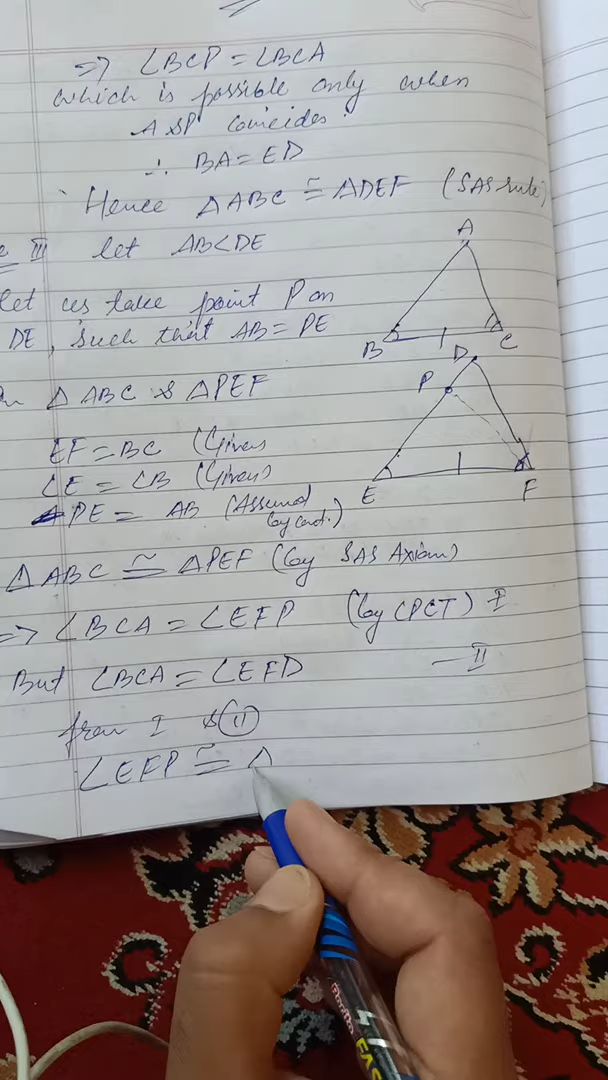 => ∠BCP = ∠BCA
which is possible only when
A & P coincides.
∴ BA = ED
Hence △ABC ≅ △DEF (SAS rule)
III let AB<DE
let us take point P on
DE, such that AB = PE
△ABC & △PEF
EF = BC (Given)
∠E = ∠B (Given)
PE = AB (Assumed
by const.)
△ABC ≅ △PEF (by SAS Axiom)
=> ∠BCA = ∠EFP (by CPCT) I
But ∠BCA = ∠EFD — II
from I & II
∠EFP ≅ △
A
B
C
D
P
E
F